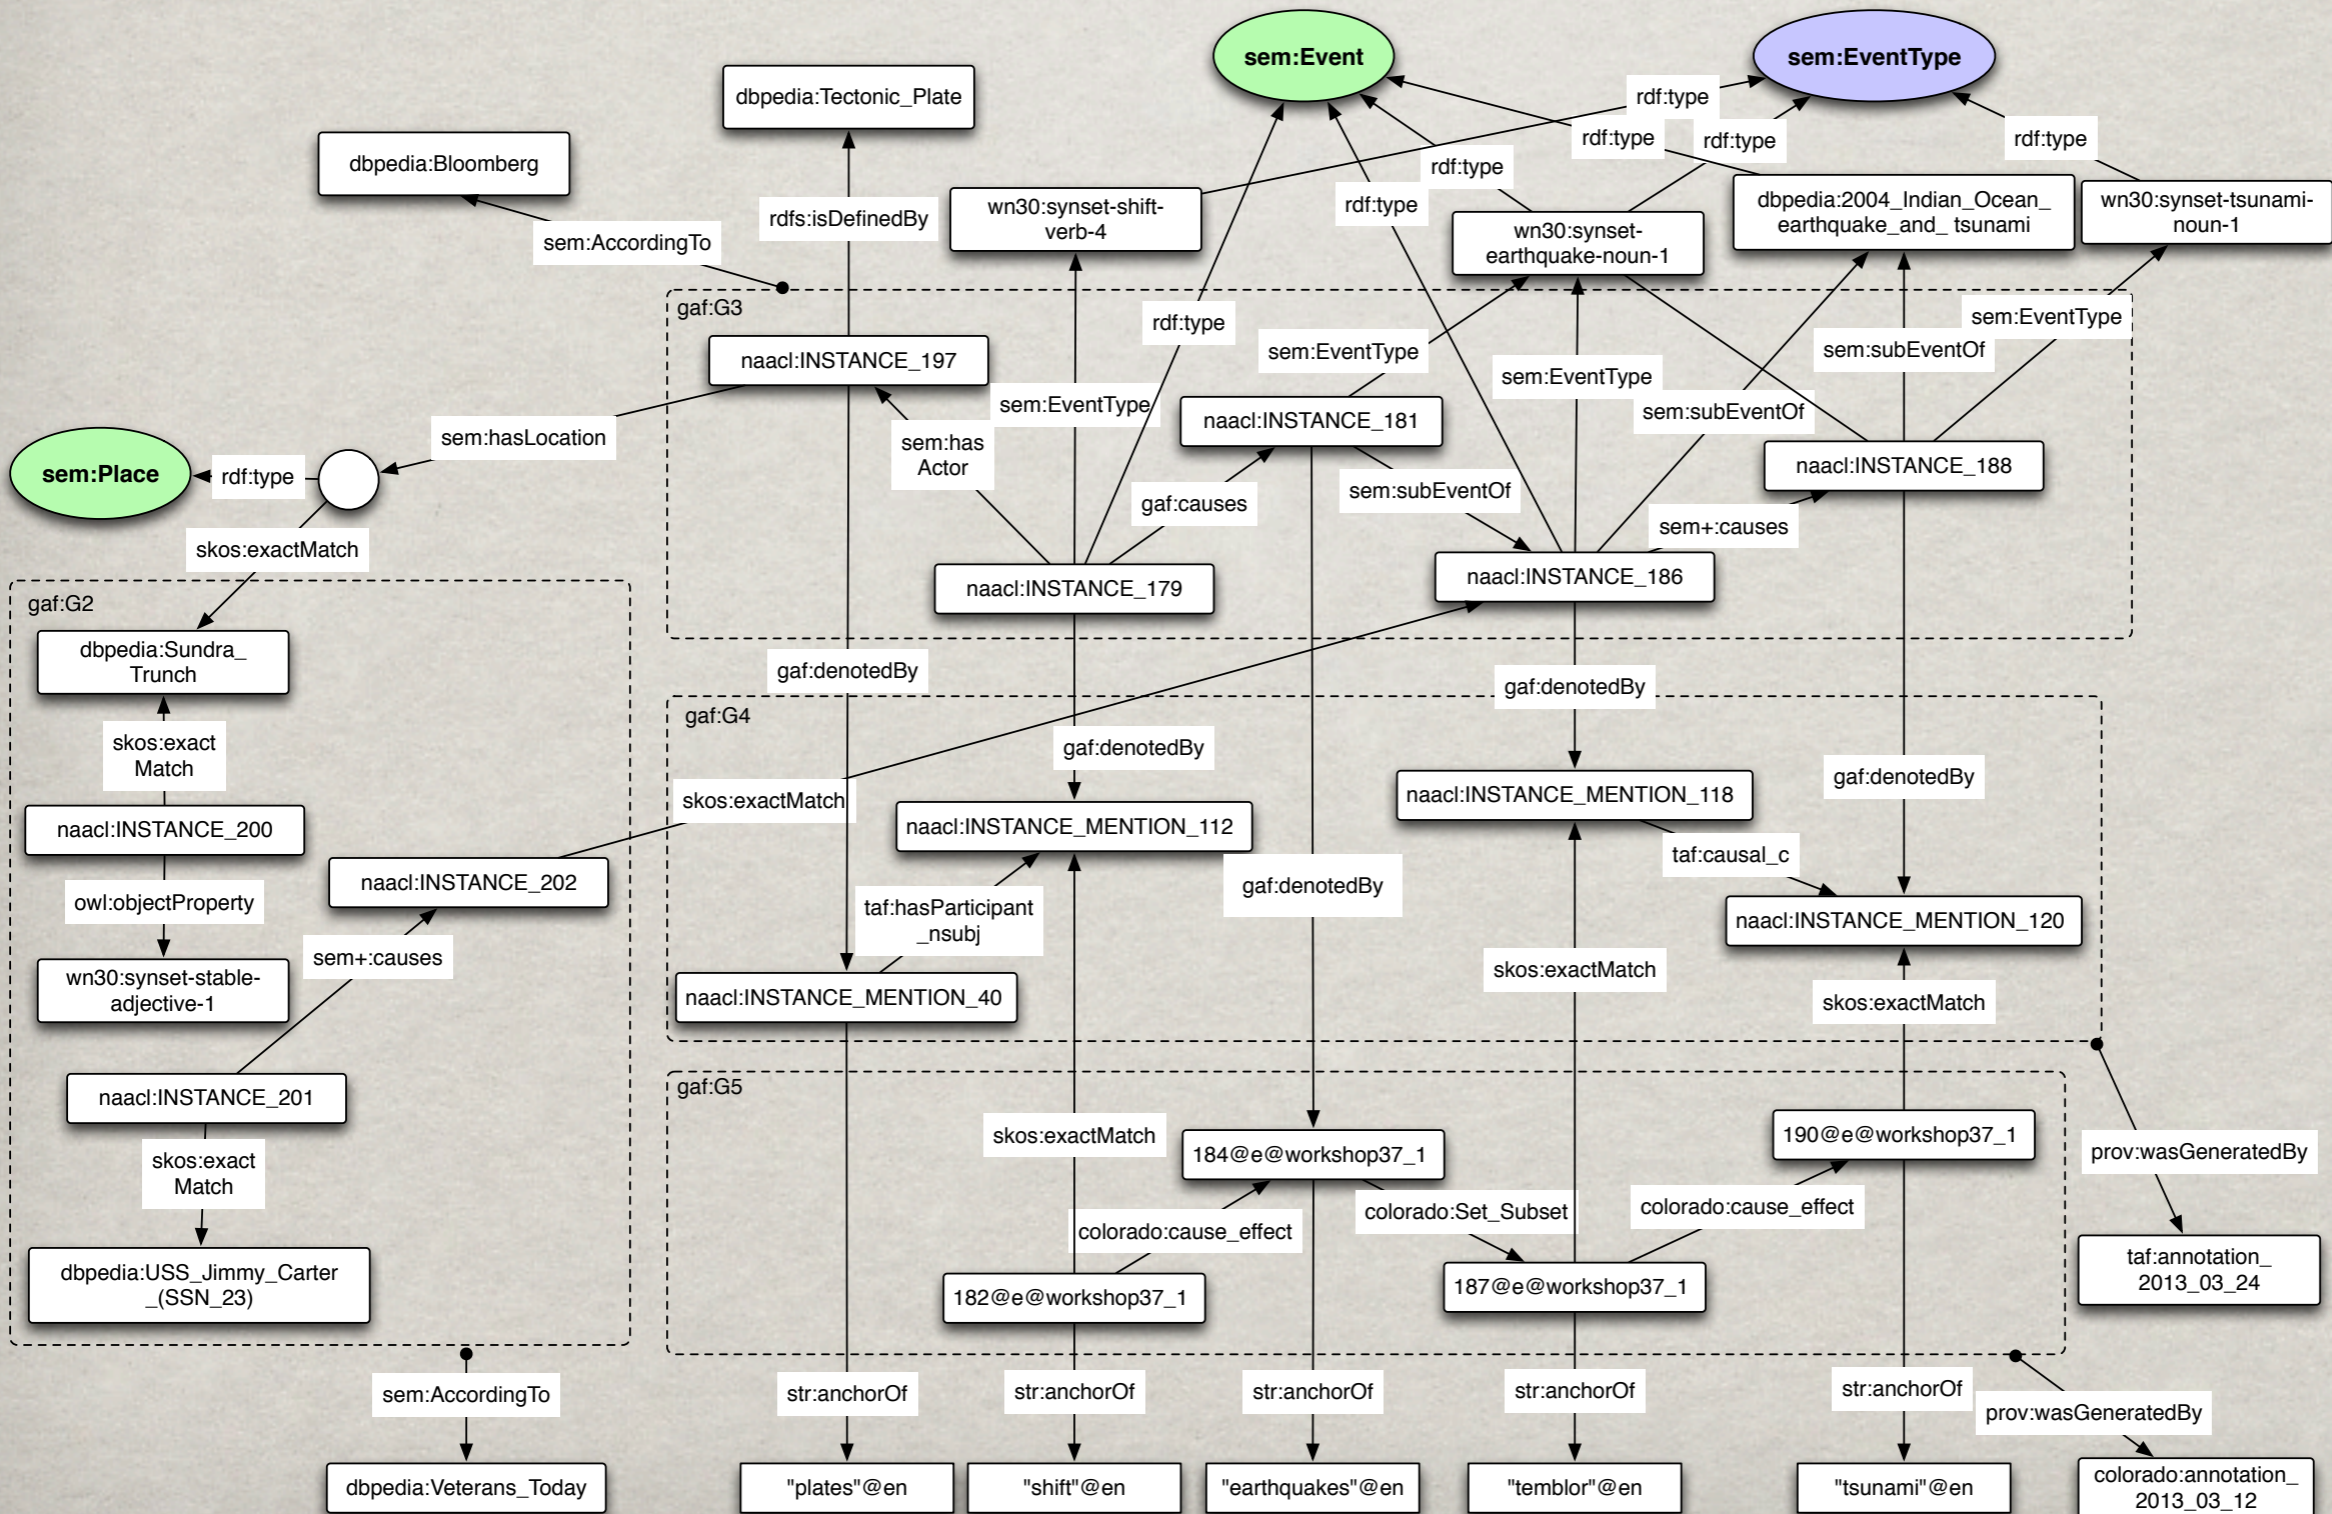 sem:Event
sem:EventType
dbpedia:Tectonic_Plate
rdf:type
rdf:type
rdf:type
rdf:type
dbpedia:Bloomberg
rdf:type
rdf:type
wn30:synset-shift-
verb-4
dbpedia:2004_Indian_Ocean_
earthquake_and_ tsunami
wn30:synset-tsunami-
noun-1
rdfs:isDefinedBy
sem:AccordingTo
wn30:synset-
earthquake-noun-1
gaf:G3
rdf:type
sem:EventType
naacl:INSTANCE_197
sem:EventType
sem:subEventOf
sem:EventType
sem:EventType
sem:subEventOf
naacl:INSTANCE_181
sem:hasLocation
sem:has
Actor
sem:Place
rdf:type
naacl:INSTANCE_188
gaf:causes
sem:subEventOf
sem+:causes
skos:exactMatch
naacl:INSTANCE_179
naacl:INSTANCE_186
gaf:G2
dbpedia:Sundra_
Trunch
gaf:denotedBy
gaf:denotedBy
gaf:G4
skos:exact
Match
gaf:denotedBy
gaf:denotedBy
skos:exactMatch
naacl:INSTANCE_MENTION_118
naacl:INSTANCE_200
naacl:INSTANCE_MENTION_112
taf:causal_c
naacl:INSTANCE_202
gaf:denotedBy
owl:objectProperty
taf:hasParticipant
_nsubj
naacl:INSTANCE_MENTION_120
sem+:causes
skos:exactMatch
wn30:synset-stable-
adjective-1
naacl:INSTANCE_MENTION_40
skos:exactMatch
gaf:G5
naacl:INSTANCE_201
skos:exactMatch
184@e@workshop37_1
190@e@workshop37_1
prov:wasGeneratedBy
skos:exact
Match
colorado:Set_Subset
colorado:cause_effect
colorado:cause_effect
dbpedia:USS_Jimmy_Carter
_(SSN_23)
182@e@workshop37_1
187@e@workshop37_1
taf:annotation_
2013_03_24
sem:AccordingTo
str:anchorOf
str:anchorOf
str:anchorOf
str:anchorOf
str:anchorOf
prov:wasGeneratedBy
dbpedia:Veterans_Today
"plates"@en
"shift"@en
"earthquakes"@en
"temblor"@en
"tsunami"@en
colorado:annotation_
2013_03_12